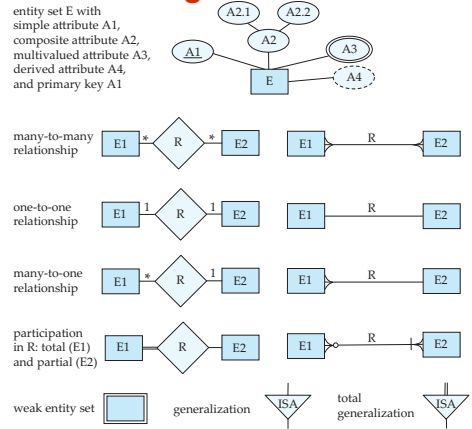 entity set E with
simple attribute A1,
composite attribute A2,
multivalued attribute A3,
derived attribute A4,
and primary key A1
A2.1 A2.2
A1 A2 A3
E A4
many-to-many
relationship
E1 * R * E2 E1 R E2
one-to-one
relationship
E1 1 R 1 E2 E1 R E2
many-to-one
relationship
E1 * R 1 E2 E1 R E2
participation
in R: total (E1)
and partial (E2)
E1 R E2 E1 R E2
weak entity set generalization ISA total
generalization ISA